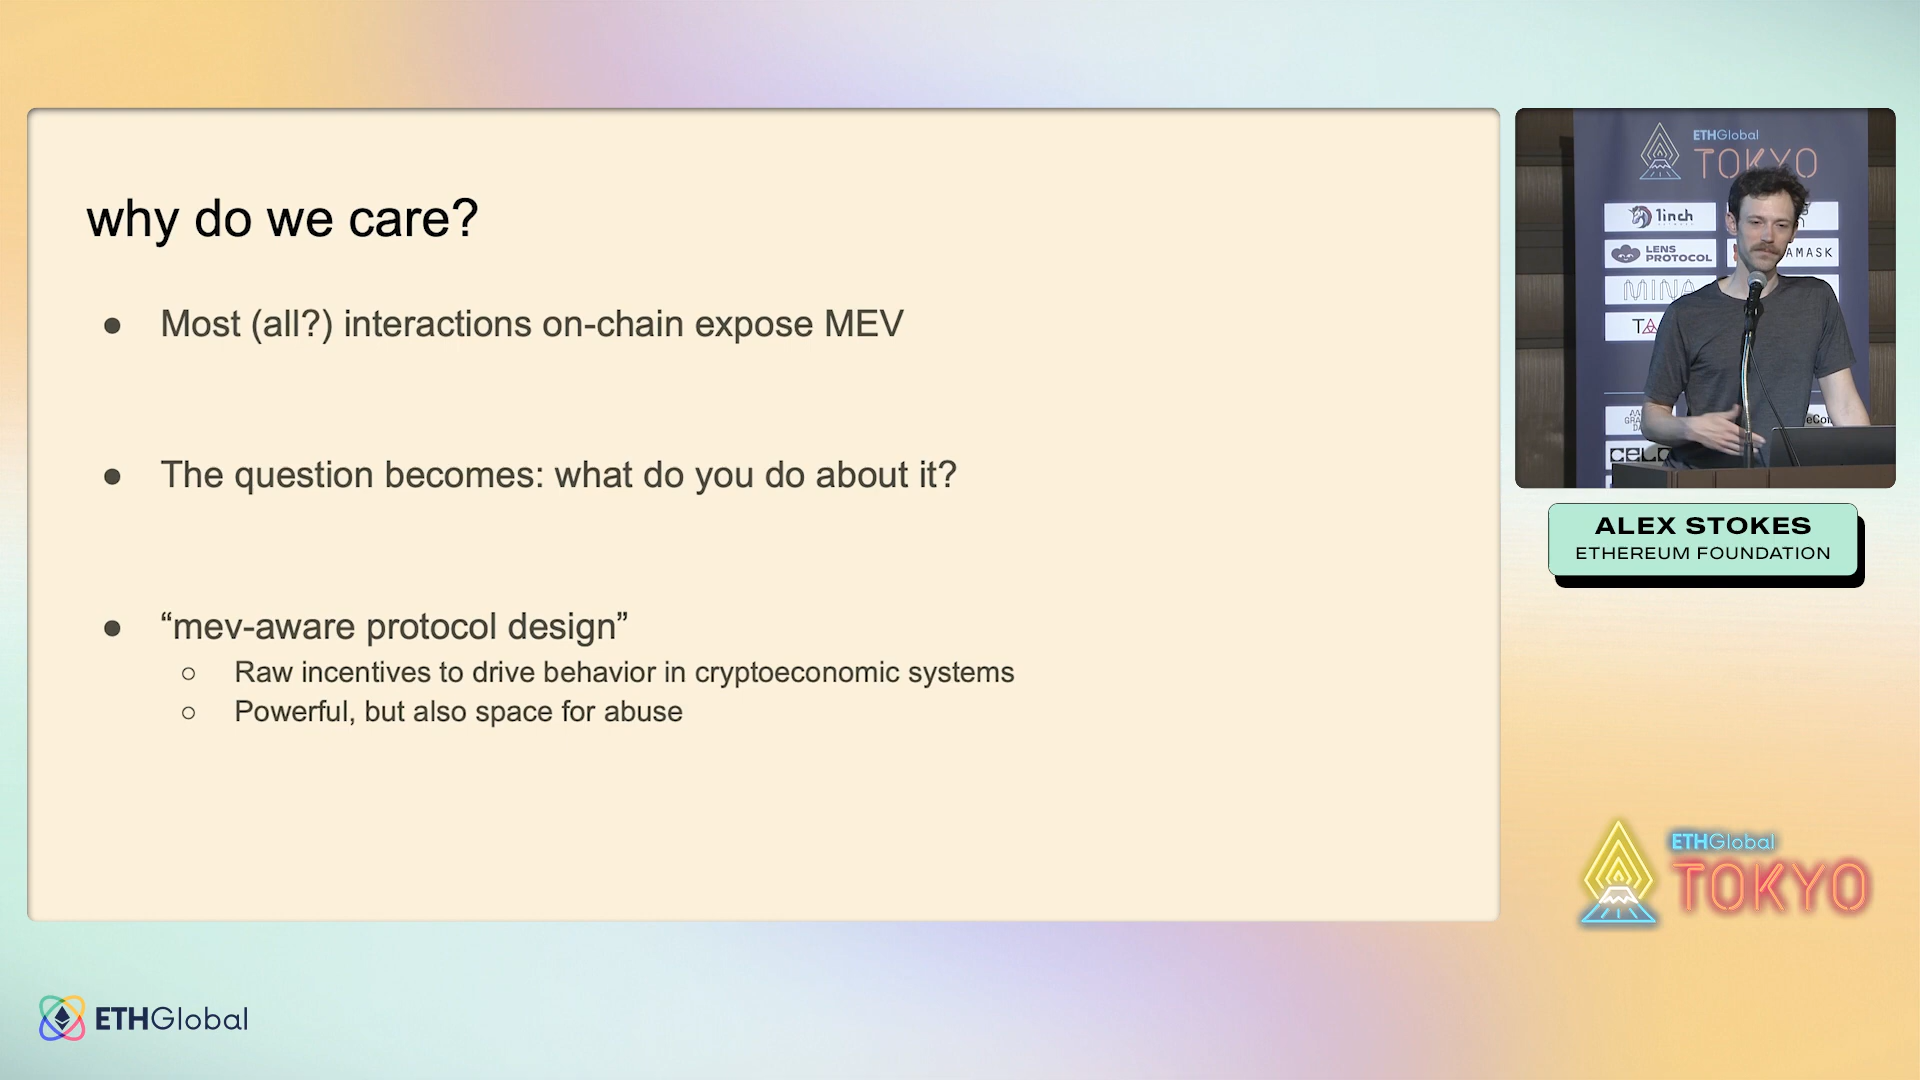 why do we care?
● Most (all?) interactions on-chain expose MEV
● The question becomes: what do you do about it?
● “mev-aware protocol design”
○ Raw incentives to drive behavior in cryptoeconomic systems
○ Powerful, but also space for abuse
ETHGlobal
TOKYO
1inch
LENS
PROTOCOL
AMASK
MINA
ALEX STOKES
ETHEREUM FOUNDATION
ETHGlobal
TOKYO
ETHGlobal